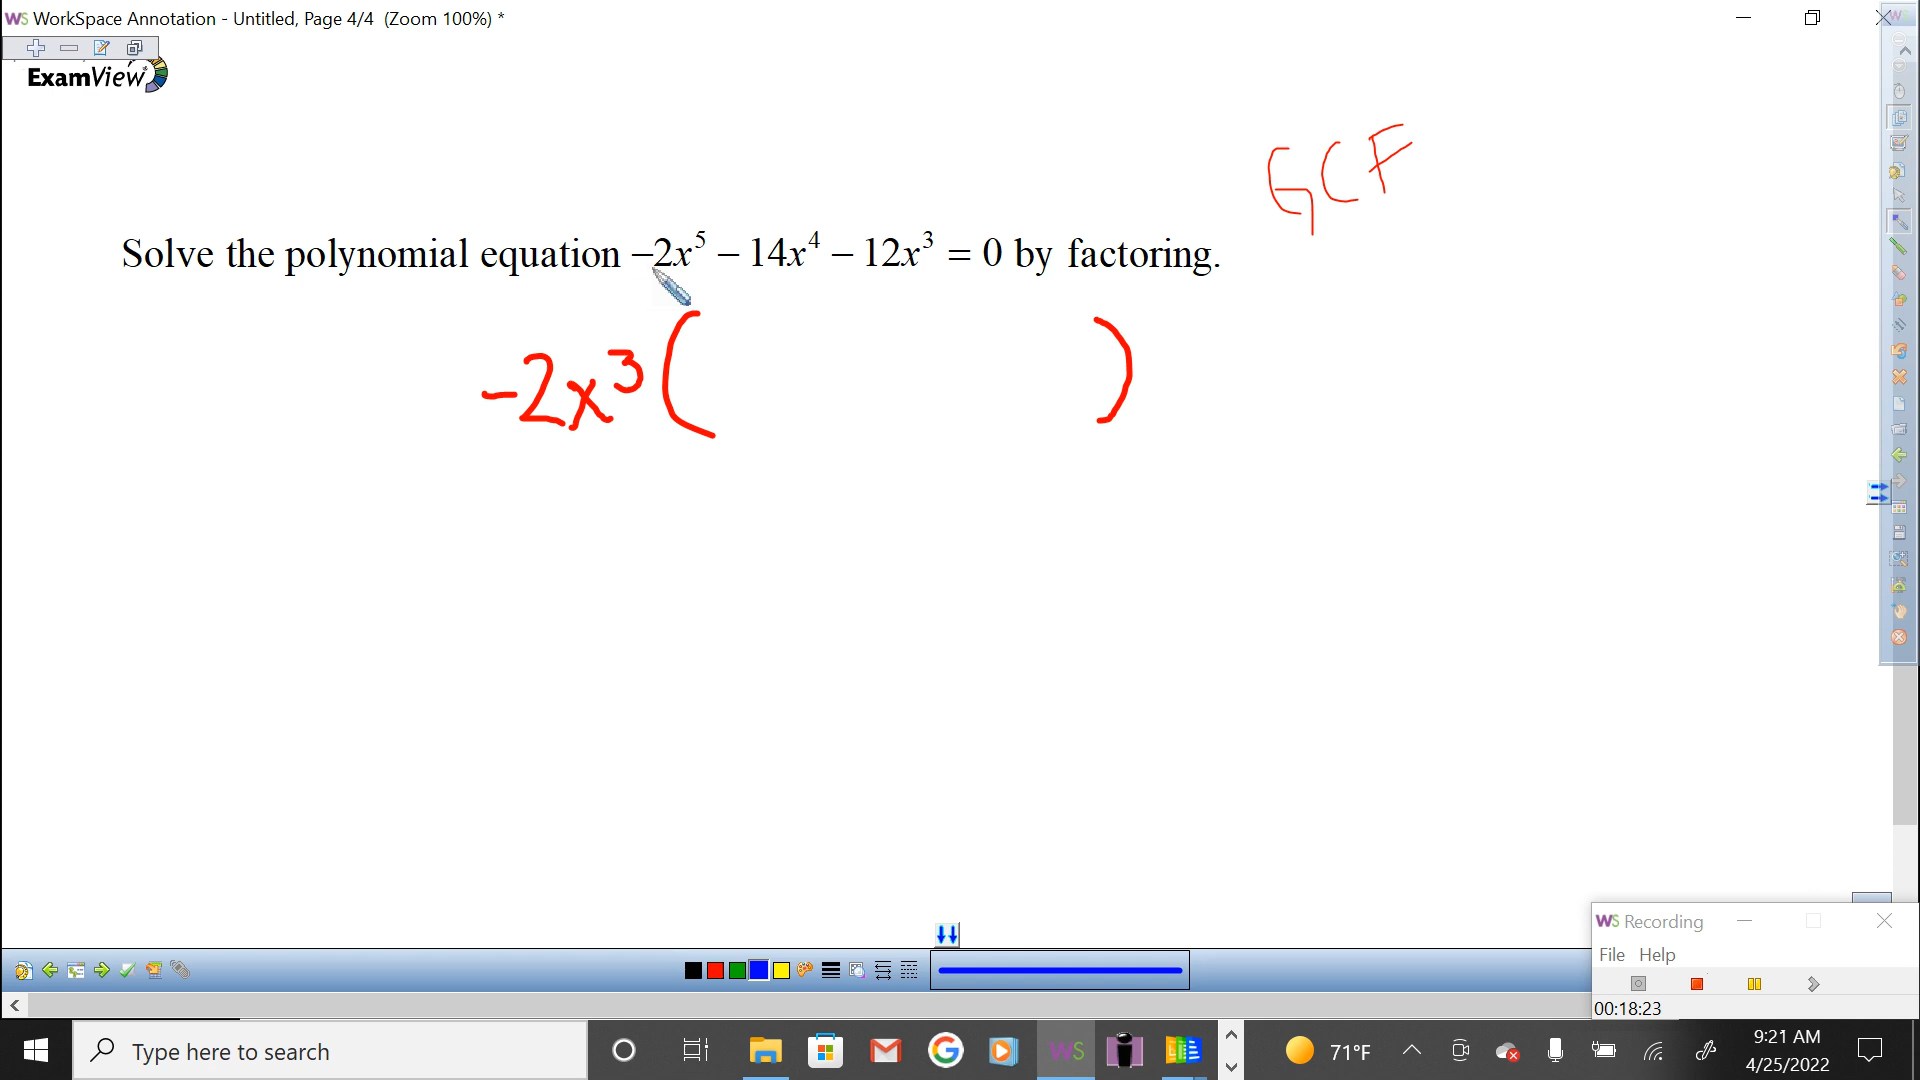 WS WorkSpace Annotation - Untitled, Page 4/4 (Zoom 100%) *
ExamView
GCF
Solve the polynomial equation −2x⁵ − 14x⁴ − 12x³ = 0 by factoring.
-2x³( )
WS Recording
File Help
00:18:23
Type here to search
WS
71°F
9:21 AM
4/25/2022